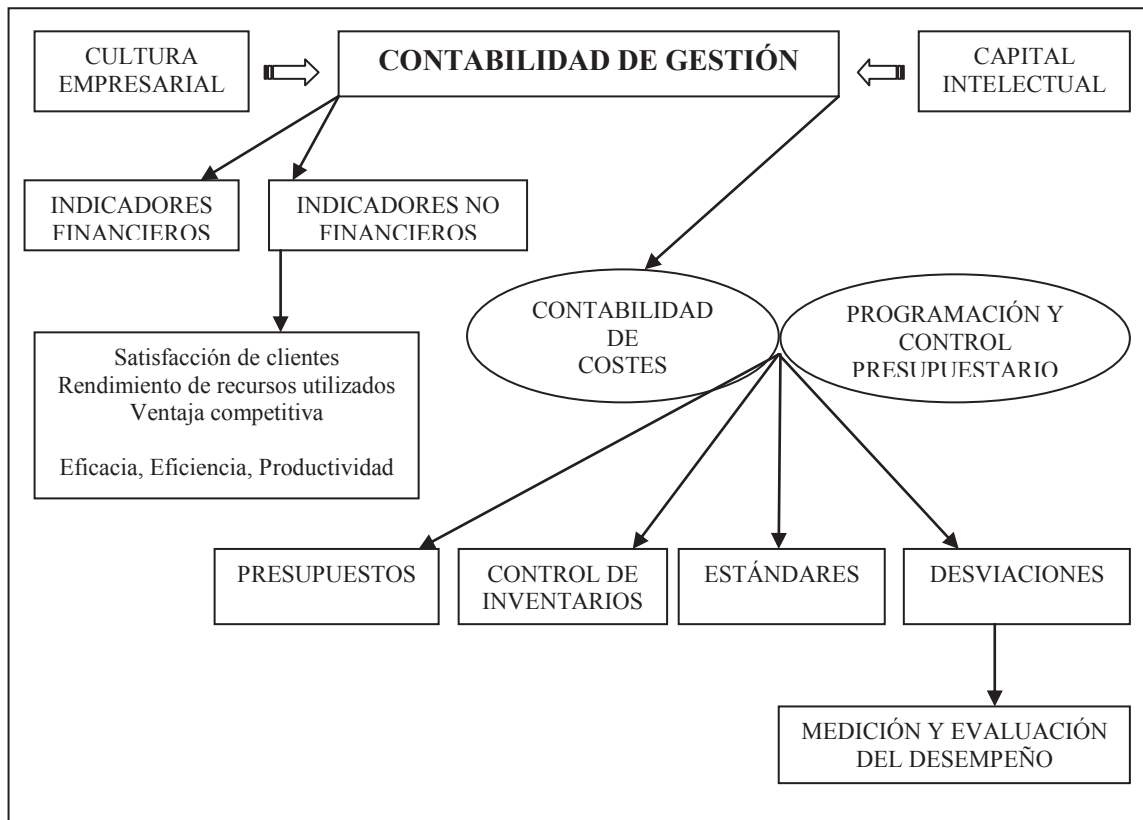 CULTURA
EMPRESARIAL
CONTABILIDAD DE GESTIÓN
CAPITAL
INTELECTUAL
INDICADORES
FINANCIEROS
INDICADORES NO
FINANCIEROS
Satisfacción de clientes
Rendimiento de recursos utilizados
Ventaja competitiva
Eficacia, Eficiencia, Productividad
CONTABILIDAD
DE
COSTES
PROGRAMACIÓN Y
CONTROL
PRESUPUESTARIO
PRESUPUESTOS
CONTROL DE
INVENTARIOS
ESTÁNDARES
DESVIACIONES
MEDICIÓN Y EVALUACIÓN
DEL DESEMPEÑO